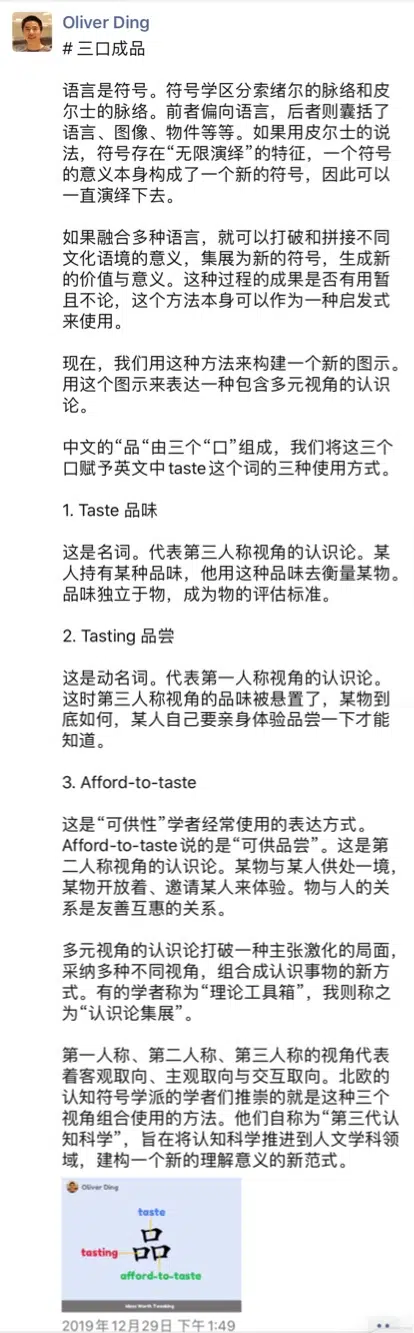 Oliver Ding
# 三口成品
语言是符号。符号学区分索绪尔的脉络和皮
尔士的脉络。前者偏向语言，后者则囊括了
语言、图像、物件等等。如果用皮尔士的说
法，符号存在“无限演绎”的特征，一个符号
的意义本身构成了一个新的符号，因此可以
一直演绎下去。
如果融合多种语言，就可以打破和拼接不同
文化语境的意义，集展为新的符号，生成新
的价值与意义。这种过程的成果是否有用暂
且不论，这个方法本身可以作为一种启发式
来使用。
现在，我们用这种方法来构建一个新的图示。
用这个图示来表达一种包含多元视角的认识
论。
中文的“品“由三个“口”组成，我们将这三个
口赋予英文中taste这个词的三种使用方式。
1. Taste 品味
这是名词。代表第三人称视角的认识论。某
人持有某种品味，他用这种品味去衡量某物。
品味独立于物，成为物的评估标准。
2. Tasting 品尝
这是动名词。代表第一人称视角的认识论。
这时第三人称视角的品味被悬置了，某物到
底如何，某人自己要亲身体验品尝一下才能
知道。
3. Afford-to-taste
这是“可供性”学者经常使用的表达方式。
Afford-to-taste说的是“可供品尝”。这是第
二人称视角的认识论。某物与某人供处一境，
某物开放着、邀请某人来体验。物与人的关
系是友善互惠的关系。
多元视角的认识论打破一种主张激化的局面，
采纳多种不同视角，组合成认识事物的新方
式。有的学者称为“理论工具箱”，我则称之
为“认识论集展”。
第一人称、第二人称、第三人称的视角代表
着客观取向、主观取向与交互取向。北欧的
认知符号学派的学者们推崇的就是这种三个
视角组合使用的方法。他们自称为“第三代认
知科学”，旨在将认知科学推进到人文学科领
域，建构一个新的理解意义的新范式。
Oliver Ding
taste
品
tasting
afford-to-taste
Ideas Worth Tweaking
2019年12月29日 下午1:49